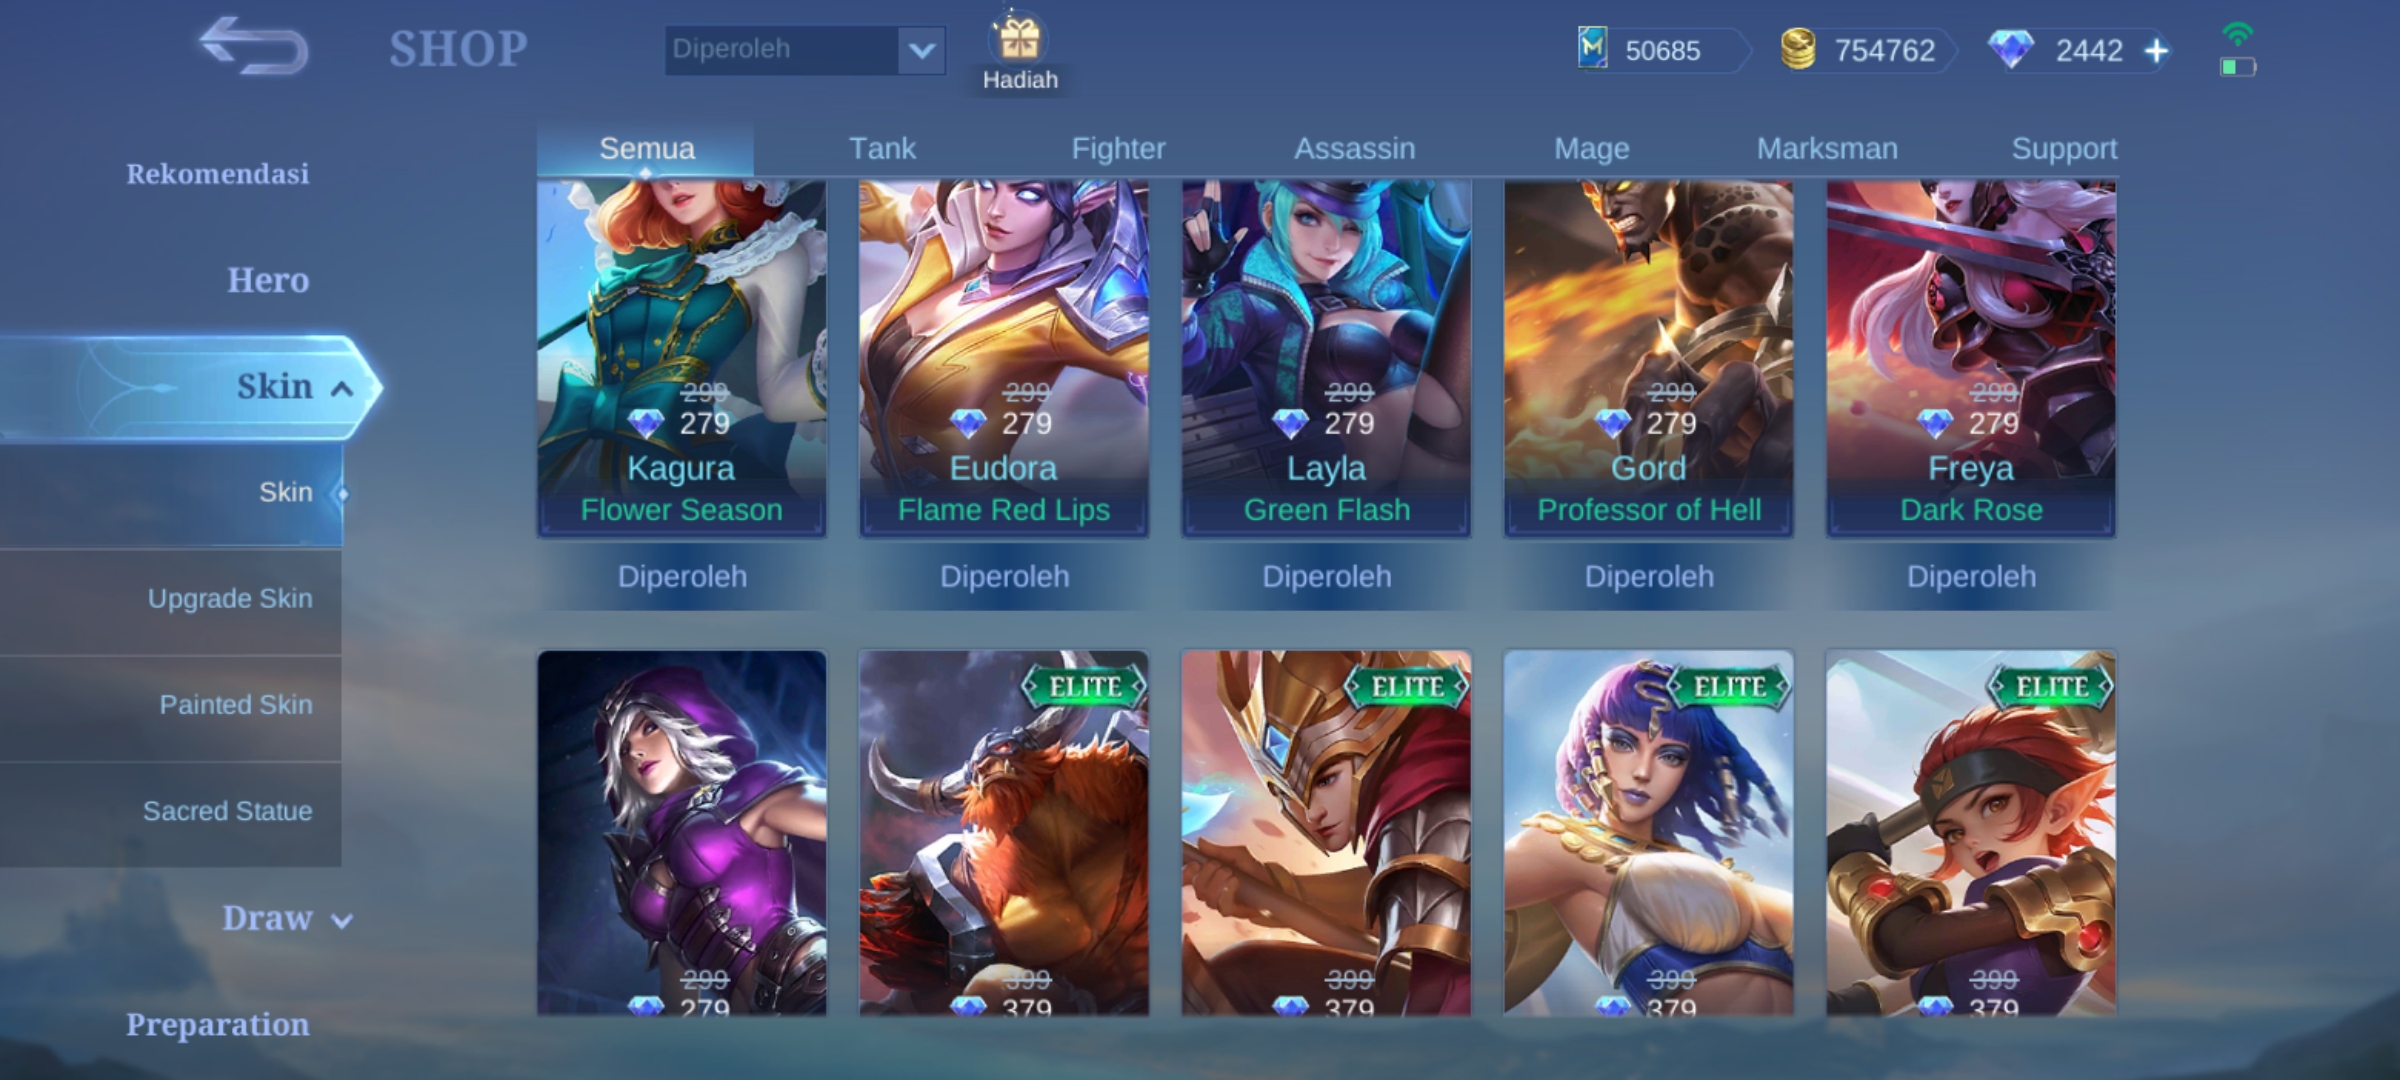 SHOP
Diperoleh
Hadiah
50685
754762
2442
Semua Tank Fighter Assassin Mage Marksman Support
Rekomendasi
Hero
Skin
Skin
Upgrade Skin
Painted Skin
Sacred Statue
Draw
Preparation
299 299 299 299 299
279 279 279 279 279
Kagura Eudora Layla Gord Freya
Flower Season Flame Red Lips Green Flash Professor of Hell Dark Rose
Diperoleh Diperoleh Diperoleh Diperoleh Diperoleh
ELITE ELITE ELITE ELITE
299 399 399 399 399
279 379 379 379 379